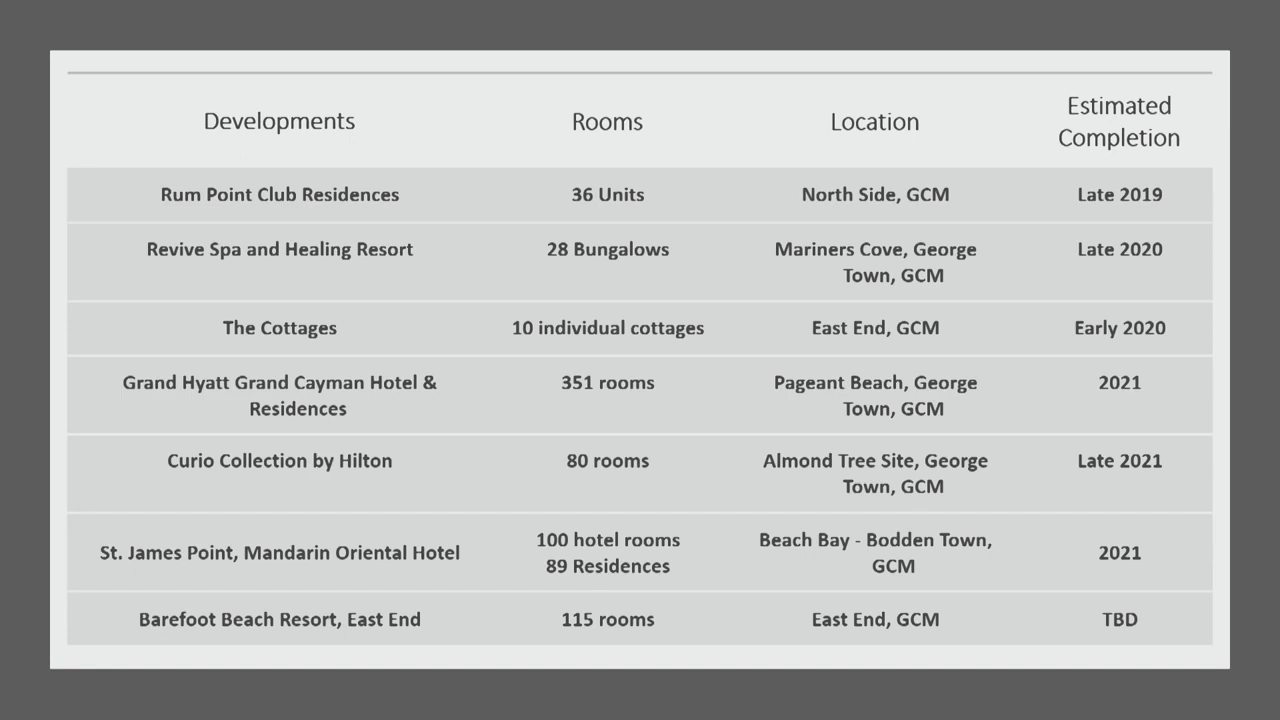 Developments
Rooms
Location
Estimated
Completion
Rum Point Club Residences
36 Units
North Side, GCM
Late 2019
Revive Spa and Healing Resort
28 Bungalows
Mariners Cove, George
Town, GCM
Late 2020
The Cottages
10 individual cottages
East End, GCM
Early 2020
Grand Hyatt Grand Cayman Hotel &
Residences
351 rooms
Pageant Beach, George
Town, GCM
2021
Curio Collection by Hilton
80 rooms
Almond Tree Site, George
Town, GCM
Late 2021
St. James Point, Mandarin Oriental Hotel
100 hotel rooms
89 Residences
Beach Bay - Bodden Town,
GCM
2021
Barefoot Beach Resort, East End
115 rooms
East End, GCM
TBD